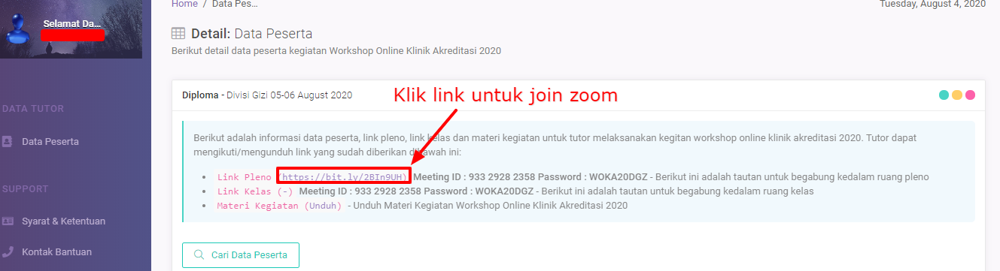 Home / Data Pes…
Tuesday, August 4, 2020
Selamat Da…
Detail: Data Peserta
Berikut detail data peserta kegiatan Workshop Online Klinik Akreditasi 2020
Diploma - Divisi Gizi 05-06 August 2020
Klik link untuk join zoom
DATA TUTOR
Data Peserta
Berikut adalah informasi data peserta, link pleno, link kelas dan materi kegiatan untuk tutor melaksanakan kegitan workshop online klinik akreditasi 2020. Tutor dapat
mengikuti/mengunduh link yang sudah diberikan dibawah ini:
Link Pleno (https://bit.ly/2BIn9UH) Meeting ID : 933 2928 2358 Password : WOKA20DGZ - Berikut ini adalah tautan untuk begabung kedalam ruang pleno
Link Kelas (-) Meeting ID : 933 2928 2358 Password : WOKA20DGZ - Berikut ini adalah tautan untuk begabung kedalam ruang kelas
Materi Kegiatan (Unduh) - Unduh Materi Kegiatan Workshop Online Klinik Akreditasi 2020
SUPPORT
Syarat & Ketentuan
Kontak Bantuan
Cari Data Peserta